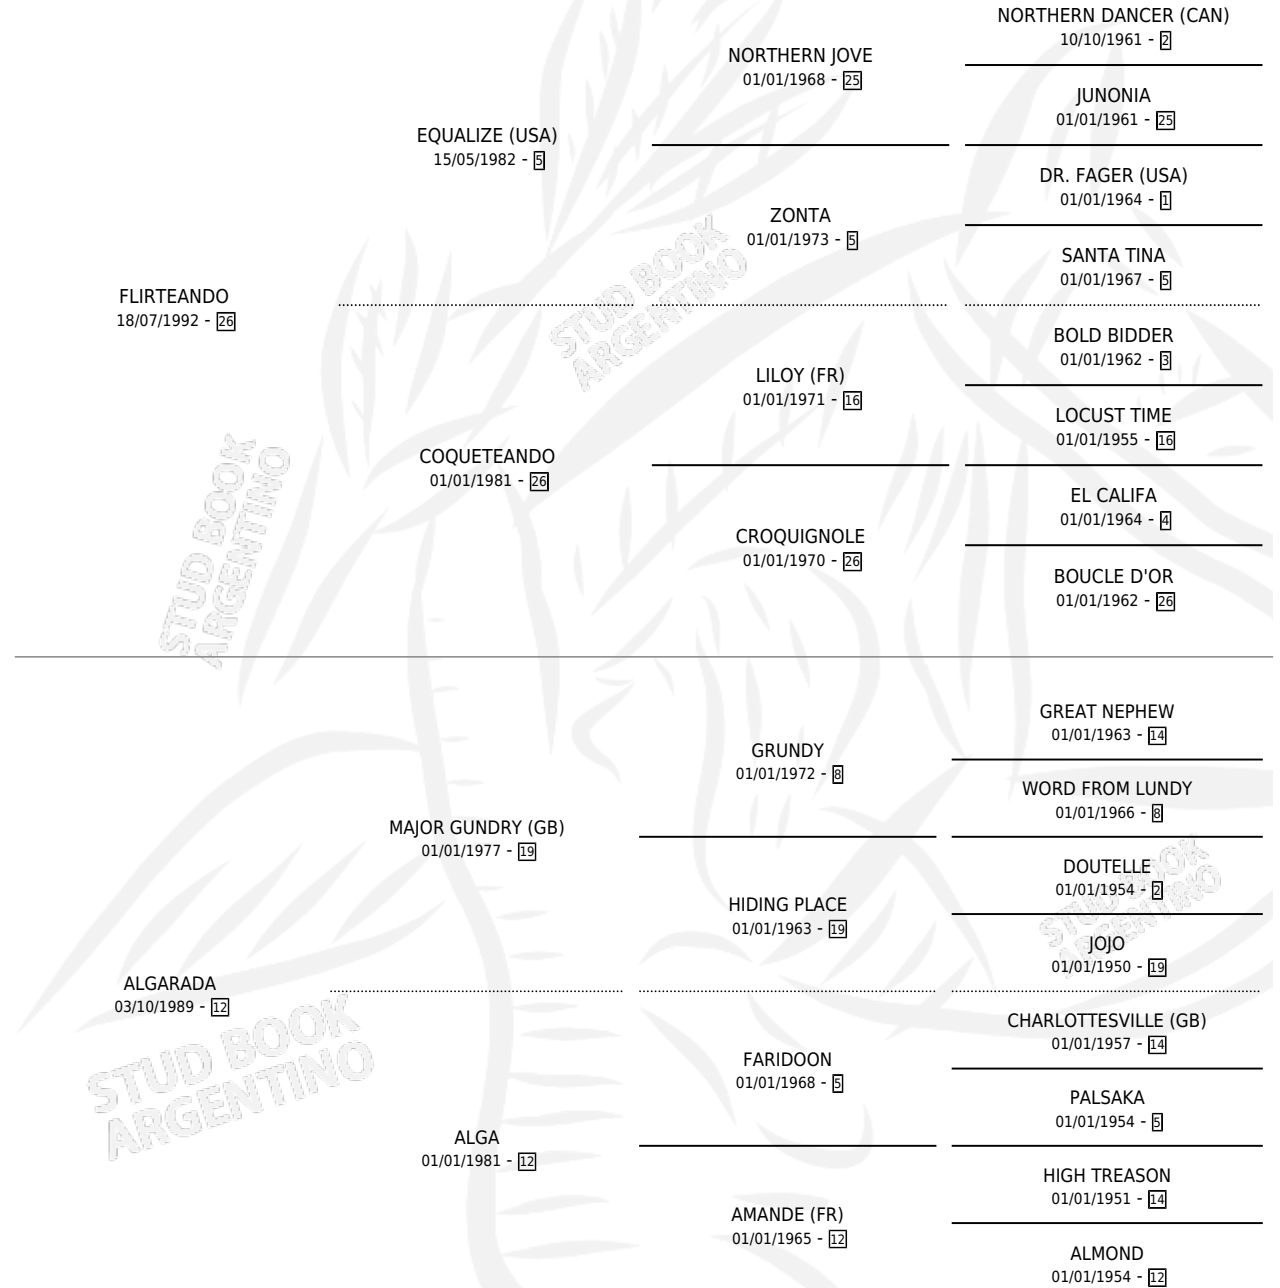 NORTHERN DANCER (CAN)
10/10/1961 - 2
NORTHERN JOVE
01/01/1968 - 25
JUNONIA
01/01/1961 - 25
EQUALIZE (USA)
15/05/1982 - 5
DR. FAGER (USA)
01/01/1964 - 1
ZONTA
01/01/1973 - 5
SANTA TINA
01/01/1967 - 5
FLIRTEANDO
18/07/1992 - 26
BOLD BIDDER
01/01/1962 - 3
LILOY (FR)
01/01/1971 - 16
LOCUST TIME
01/01/1955 - 16
COQUETEANDO
01/01/1981 - 26
EL CALIFA
01/01/1964 - 4
CROQUIGNOLE
01/01/1970 - 26
BOUCLE D'OR
01/01/1962 - 26
STUD BOOK
ARGENTINO
STUD BOOK
ARGENTINO
GREAT NEPHEW
01/01/1963 - 14
GRUNDY
01/01/1972 - 8
WORD FROM LUNDY
01/01/1966 - 8
MAJOR GUNDRY (GB)
01/01/1977 - 19
DOUTELLE
01/01/1954 - 2
HIDING PLACE
01/01/1963 - 19
JOJO
01/01/1950 - 19
ALGARADA
03/10/1989 - 12
CHARLOTTESVILLE (GB)
01/01/1957 - 14
FARIDOON
01/01/1968 - 5
PALSAKA
01/01/1954 - 5
ALGA
01/01/1981 - 12
HIGH TREASON
01/01/1951 - 14
AMANDE (FR)
01/01/1965 - 12
ALMOND
01/01/1954 - 12
STUD BOOK
ARGENTINO
STUD BOOK
ARGENTINO